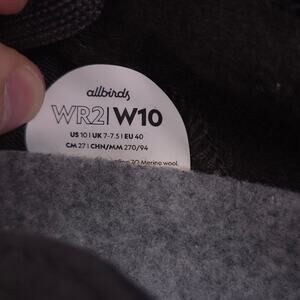 allbirds
WR2|W10
US 10 | UK 7-7.5 | EU 40
CM 27 | CHN/MM 270/94
ZQ Merino wool